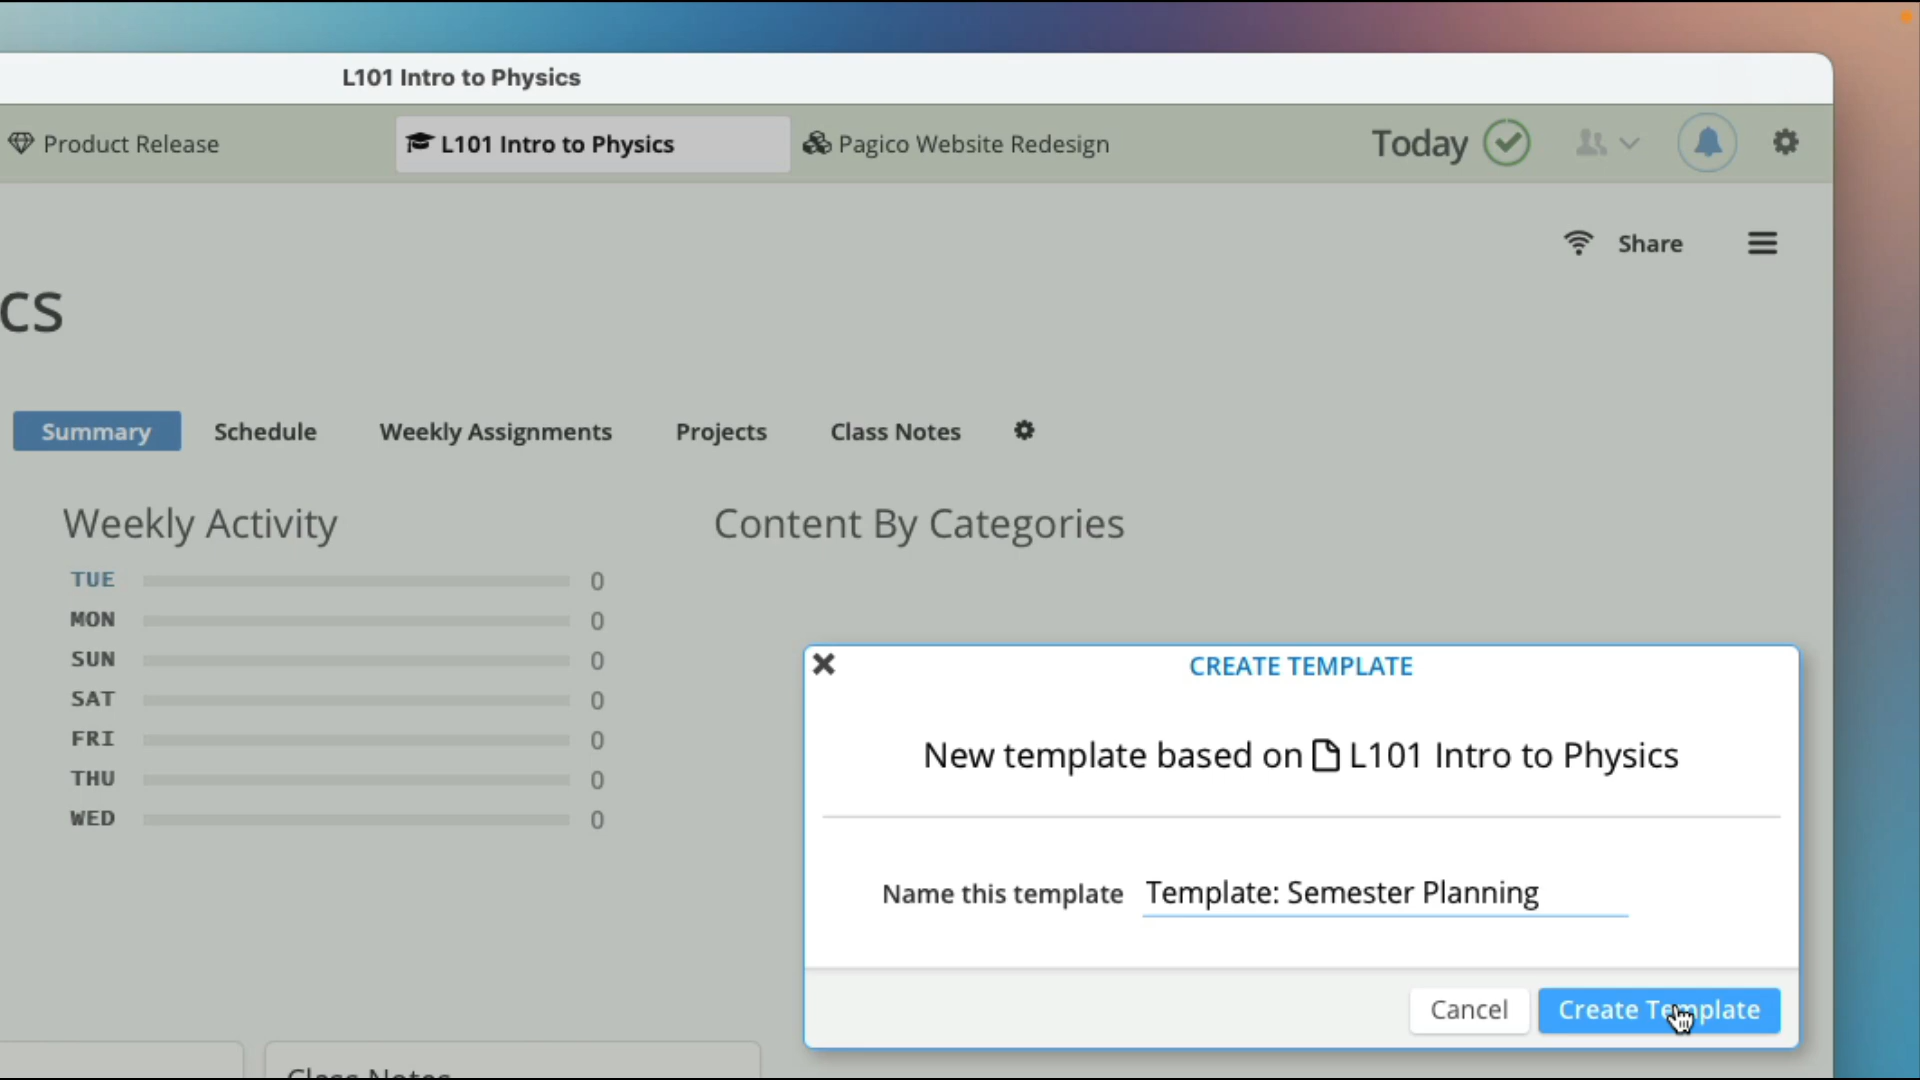 L101 Intro to Physics
Product Release
L101 Intro to Physics
Pagico Website Redesign
Today
Share
cs
Summary
Schedule
Weekly Assignments
Projects
Class Notes
Weekly Activity
Content By Categories
TUE 0
MON 0
SUN 0
SAT 0
FRI 0
THU 0
WED 0
CREATE TEMPLATE
New template based on L101 Intro to Physics
Name this template Template: Semester Planning
Cancel
Create Template
Class Notes